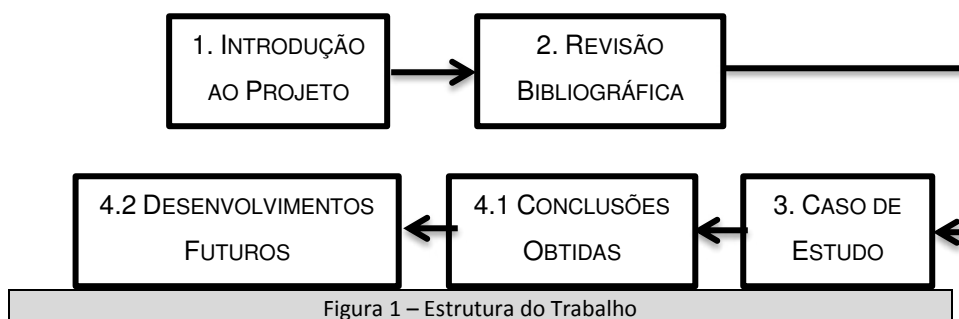 1. INTRODUÇÃO
AO PROJETO
2. REVISÃO
BIBLIOGRÁFICA
3. CASO DE
ESTUDO
4.1 CONCLUSÕES
OBTIDAS
4.2 DESENVOLVIMENTOS
FUTUROS
Figura 1 – Estrutura do Trabalho